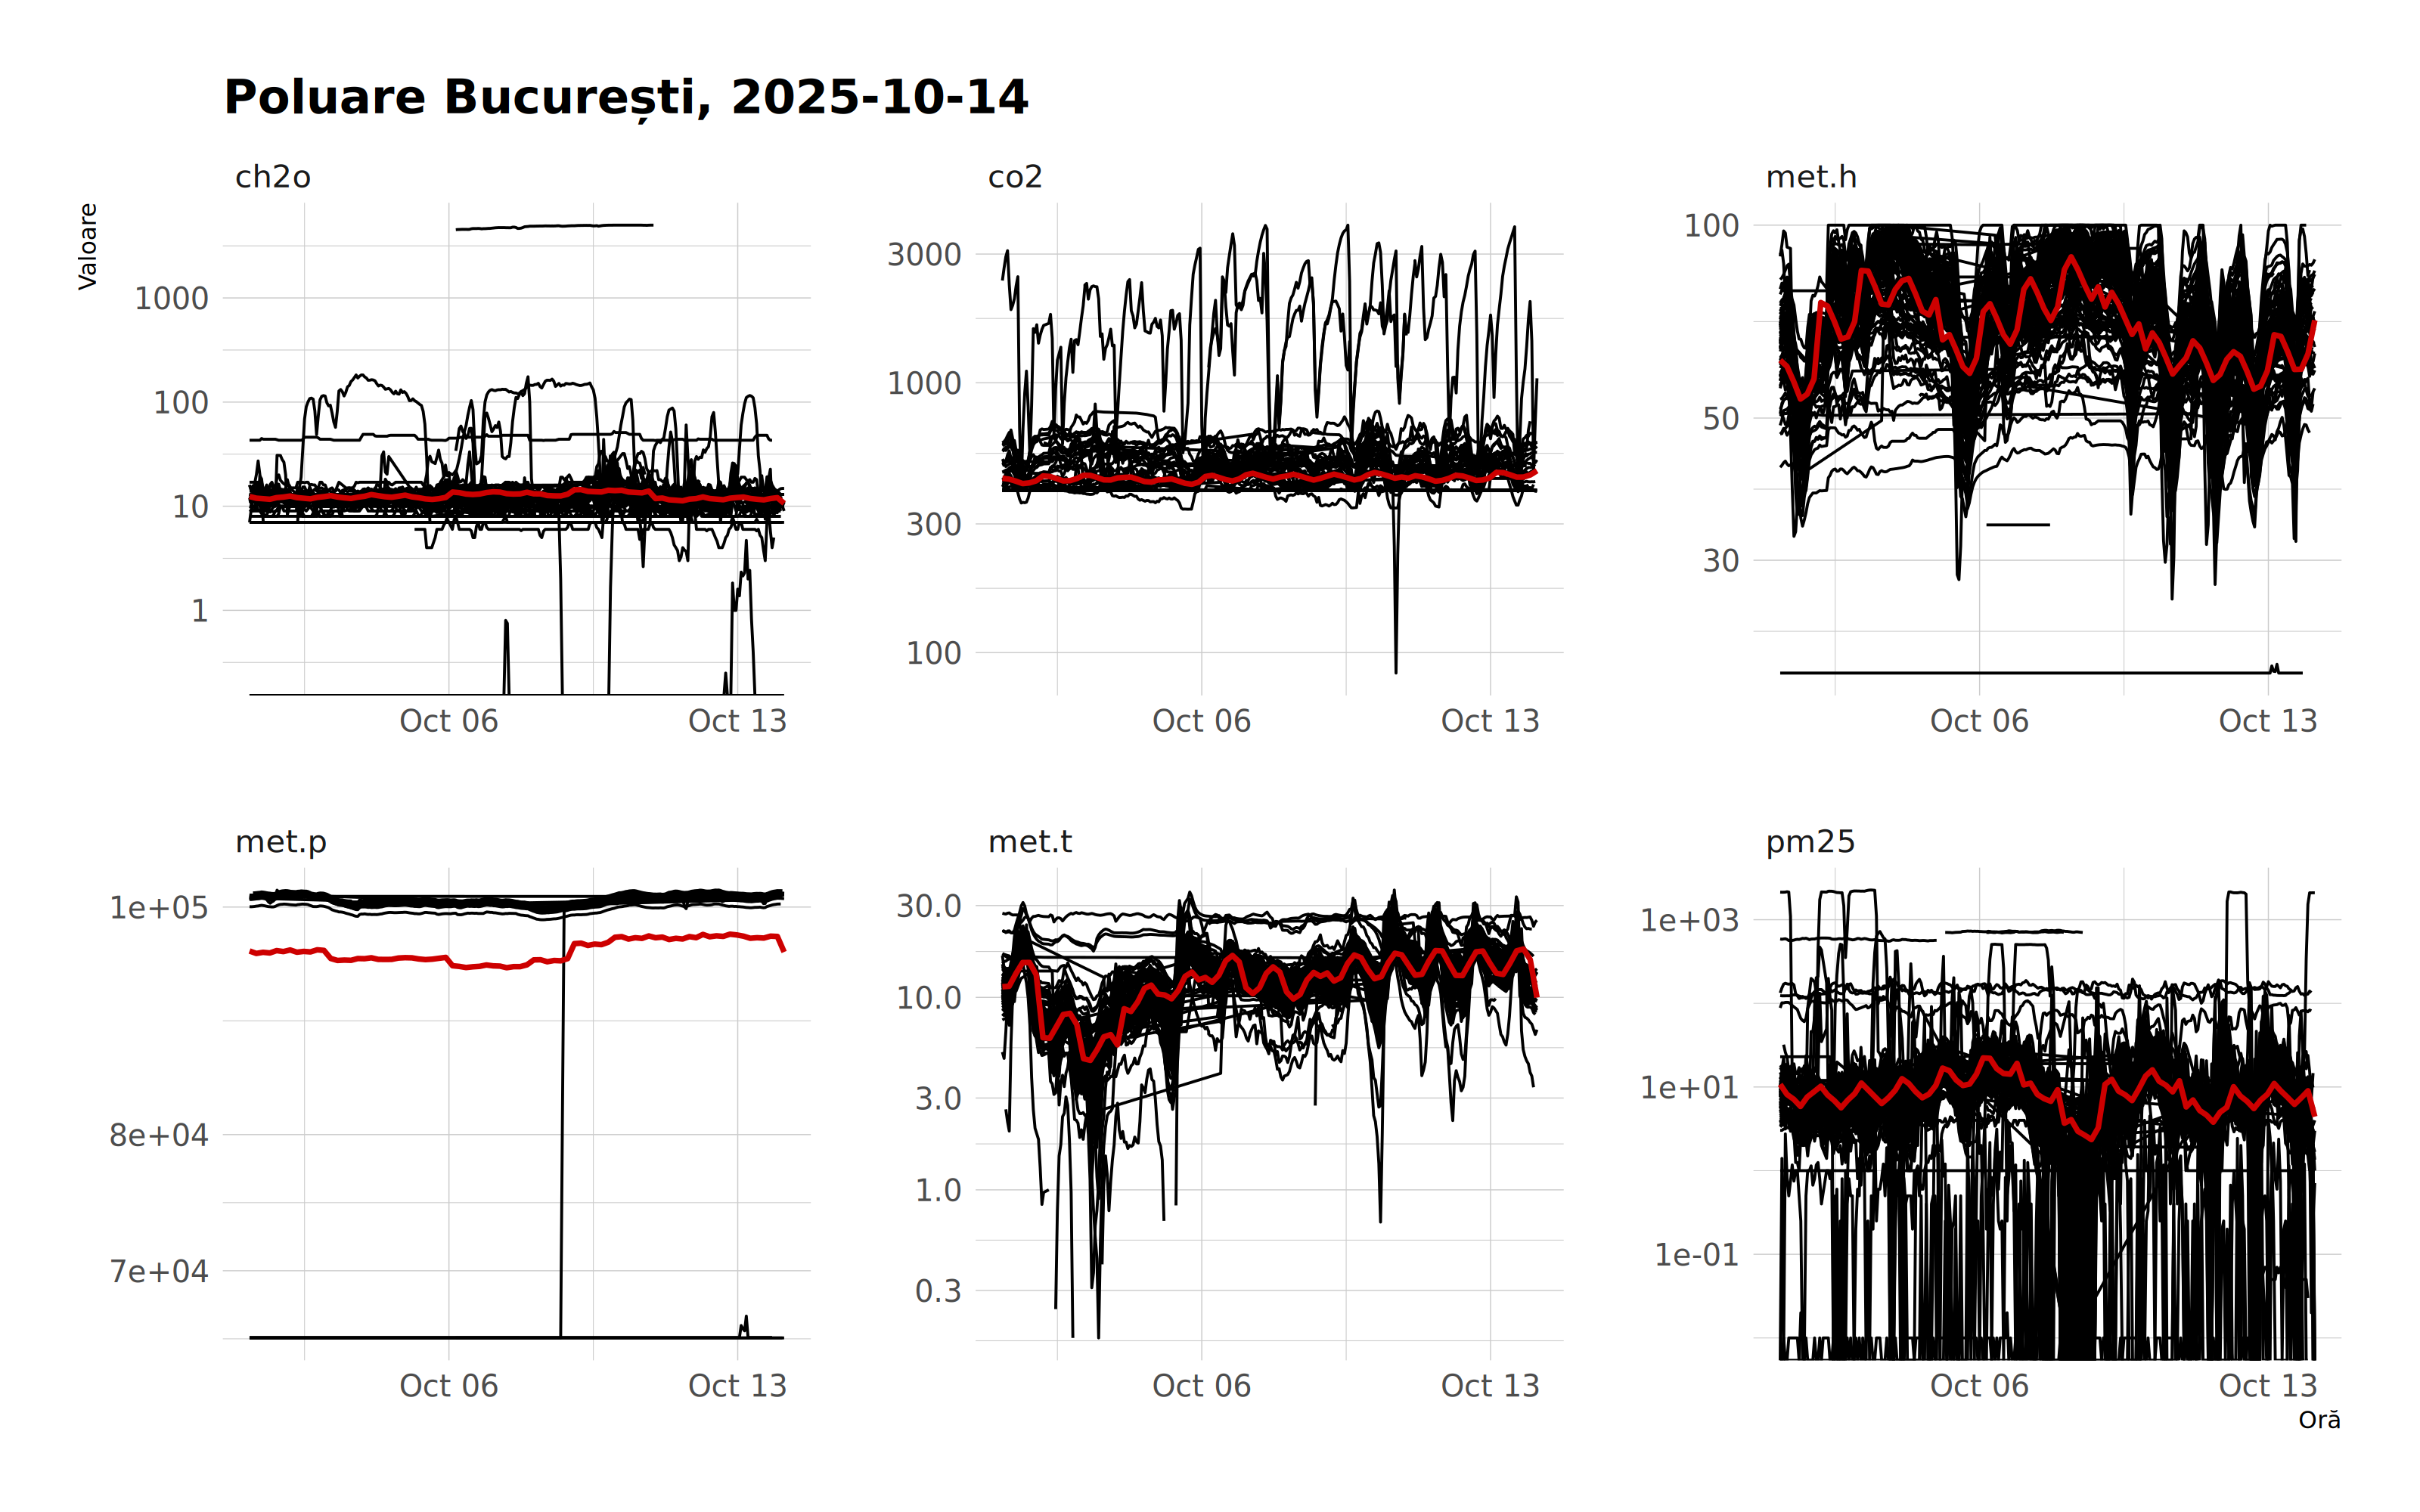 Poluare București, 2025-10-14
Valoare
ch2o
1000
100
10
1
Oct 06 Oct 13
co2
3000
1000
300
100
Oct 06 Oct 13
met.h
100
50
30
Oct 06 Oct 13
met.p
1e+05
8e+04
7e+04
Oct 06 Oct 13
met.t
30.0
10.0
3.0
1.0
0.3
Oct 06 Oct 13
pm25
1e+03
1e+01
1e-01
Oct 06 Oct 13
Oră